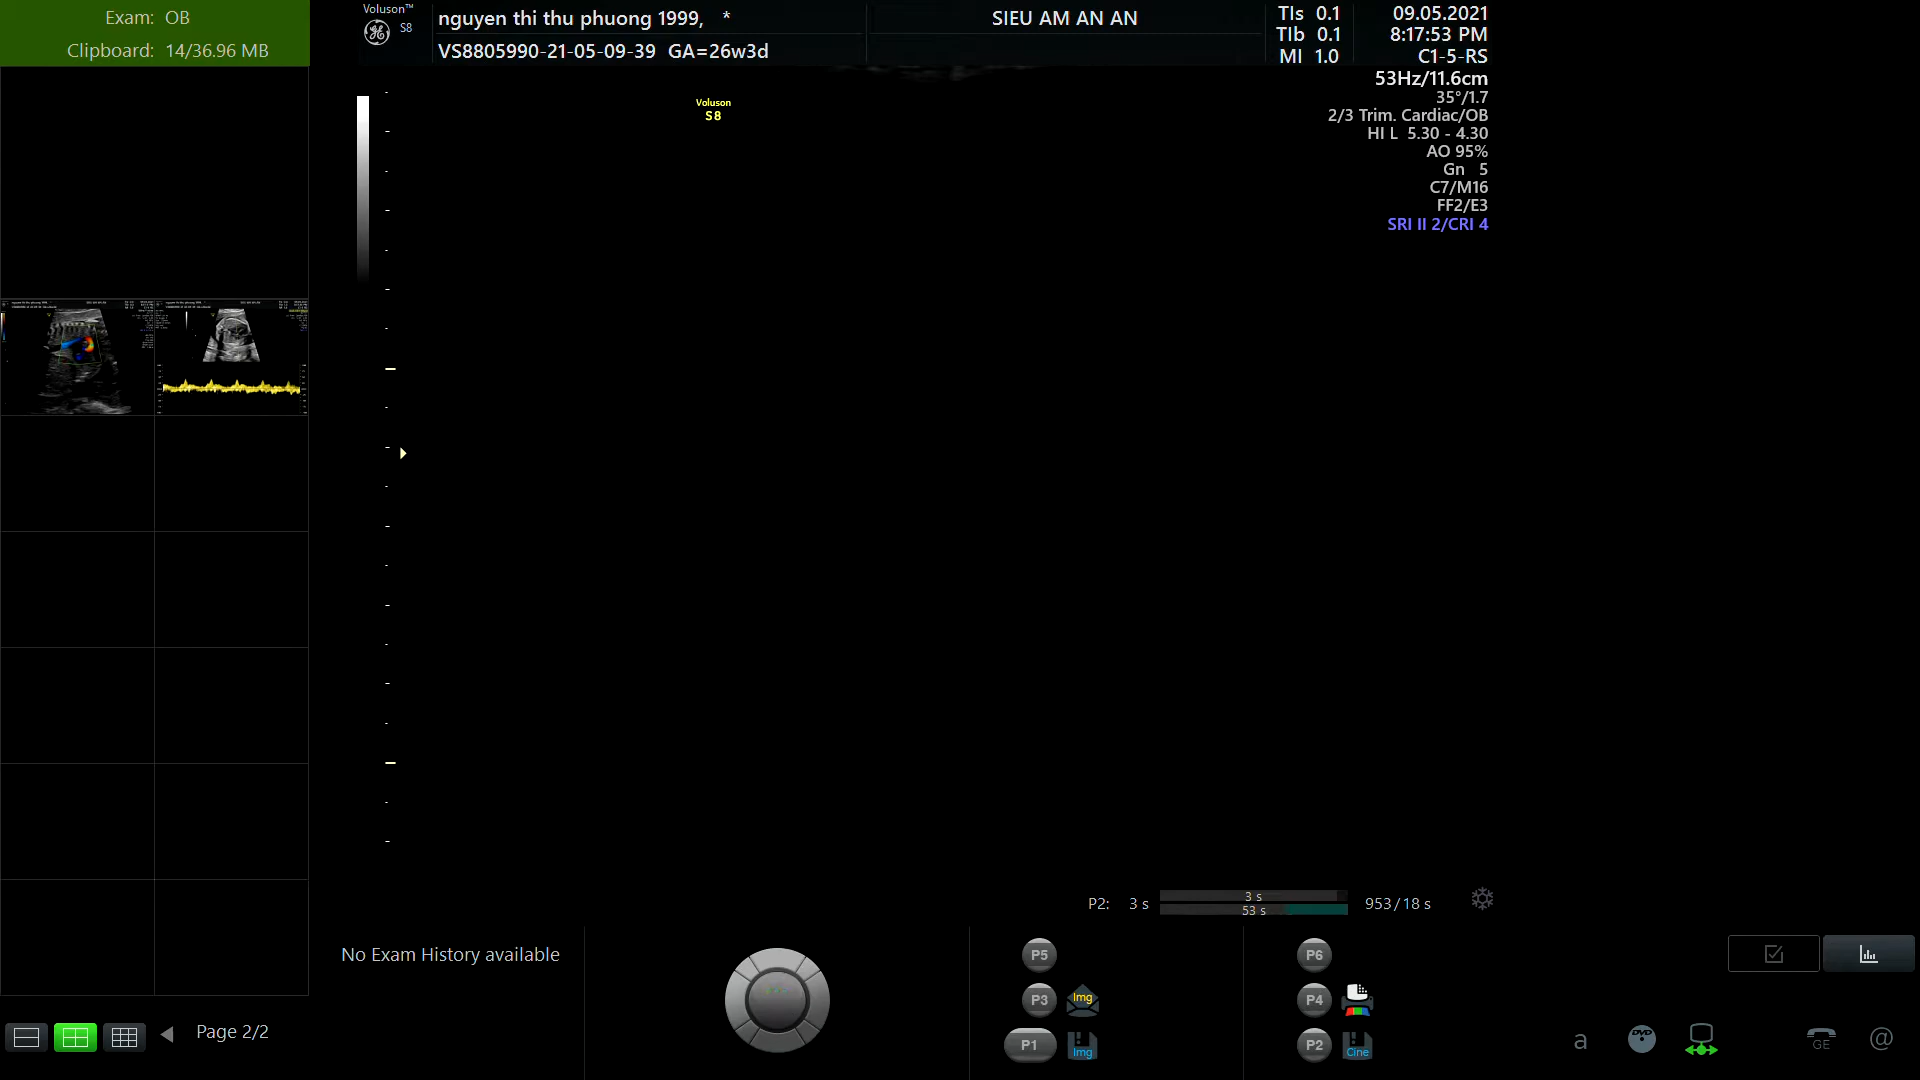 Exam: OB
Clipboard: 14/36.96 MB
Voluson™
S8
nguyen thi thu phuong 1999, *
VS8805990-21-05-09-39 GA=26w3d
SIEU AM AN AN
TIs 0.1
TIb 0.1
MI 1.0
09.05.2021
8:17:53 PM
C1-5-RS
53Hz/11.6cm
35°/1.7
2/3 Trim. Cardiac/OB
HI L 5.30 - 4.30
AO 95%
Gn 5
C7/M16
FF2/E3
SRI II 2/CRI 4
Voluson
S8
P2: 3 s
3 s
53 s
953/18 s
No Exam History available
P5
P3 Img
P1 Img
P6
P4
P2 Cine
Page 2/2
a
DVD
GE
@